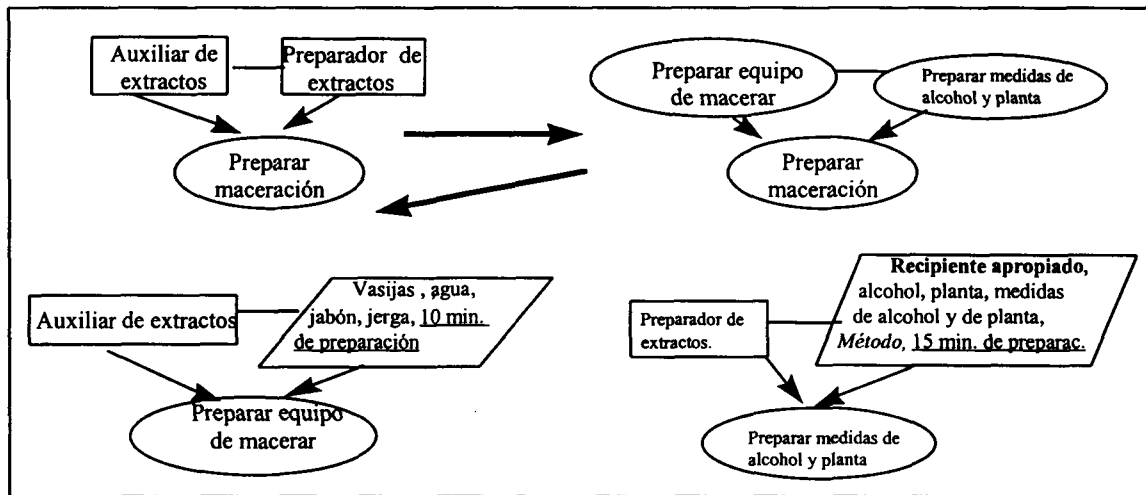 Auxiliar de
extractos
Preparador de
extractos
Preparar
maceración
Preparar equipo
de macerar
Preparar medidas de
alcohol y planta
Preparar
maceración
Auxiliar de extractos
Vasijas , agua,
jabón, jerga, 10 min.
de preparación
Preparar equipo
de macerar
Preparador de
extractos.
Recipiente apropiado,
alcohol, planta, medidas
de alcohol y de planta,
Método, 15 min. de preparac.
Preparar medidas de
alcohol y planta